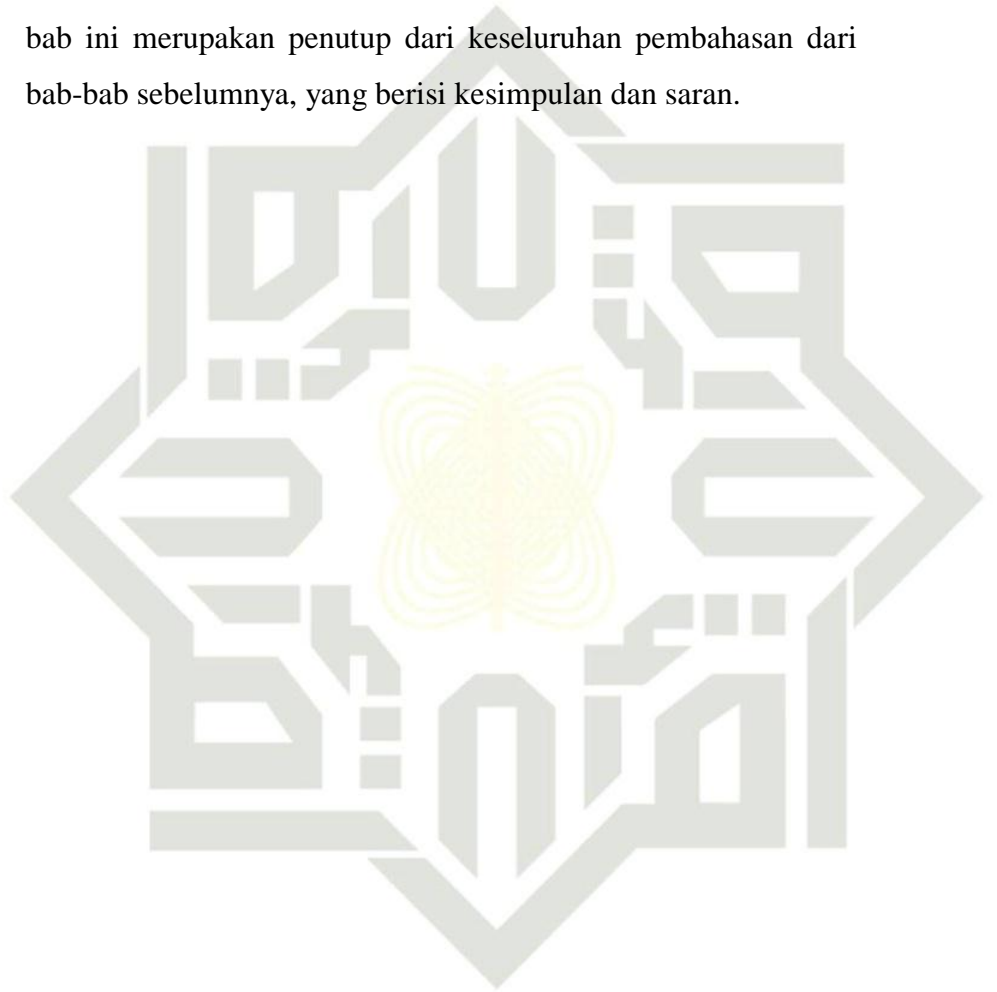 bab ini merupakan penutup dari keseluruhan pembahasan dari
bab-bab sebelumnya, yang berisi kesimpulan dan saran.